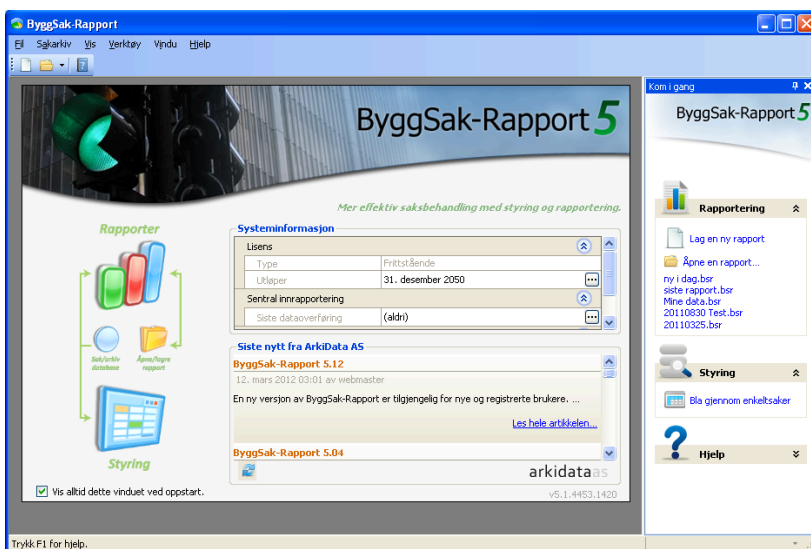 ByggSak-Rapport
Fil Søkarkiv Vis Verktøy Vindu Hjelp
ByggSak-Rapport 5
Mer effektiv saksbehandling med styring og rapportering.
Rapporter
Søk/arkiv database
Åpne/lagre rapport
Styring
Vis alltid dette vinduet ved oppstart.
Systeminformasjon
Lisens
Type Frittstående
Utløper 31. desember 2050
Sentral innrapportering
Siste dataoverføring (aldri)
Siste nytt fra ArkiData AS
ByggSak-Rapport 5.12
12. mars 2012 03:01 av webmaster
En ny versjon av ByggSak-Rapport er tilgjengelig for nye og registrerte brukere. ...
Les hele artikkelen...
ByggSak-Rapport 5.04
arkidataas
v5.1.4453.1420
Kom i gang
ByggSak-Rapport 5
Rapportering
Lag en ny rapport
Åpne en rapport...
ny i dag.bsr
siste rapport.bsr
Mine data.bsr
20110830 Test.bsr
20110325.bsr
Styring
Bla gjennom enkeltsaker
Hjelp
Trykk F1 for hjelp.